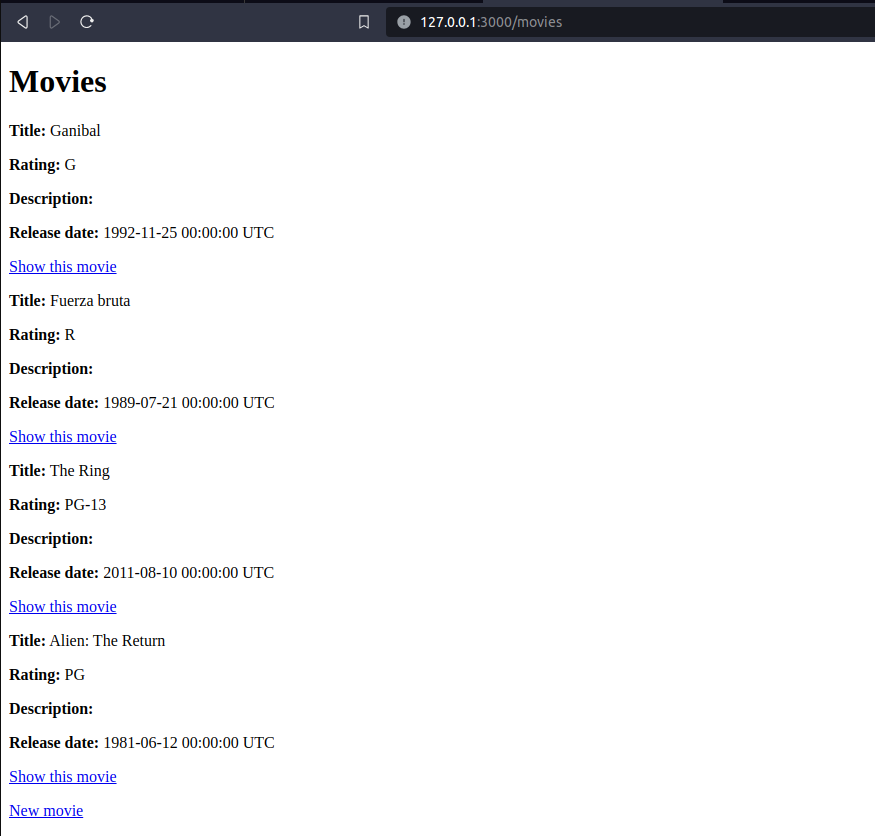 127.0.0.1:3000/movies
Movies
Title: Ganibal
Rating: G
Description:
Release date: 1992-11-25 00:00:00 UTC
Show this movie
Title: Fuerza bruta
Rating: R
Description:
Release date: 1989-07-21 00:00:00 UTC
Show this movie
Title: The Ring
Rating: PG-13
Description:
Release date: 2011-08-10 00:00:00 UTC
Show this movie
Title: Alien: The Return
Rating: PG
Description:
Release date: 1981-06-12 00:00:00 UTC
Show this movie
New movie